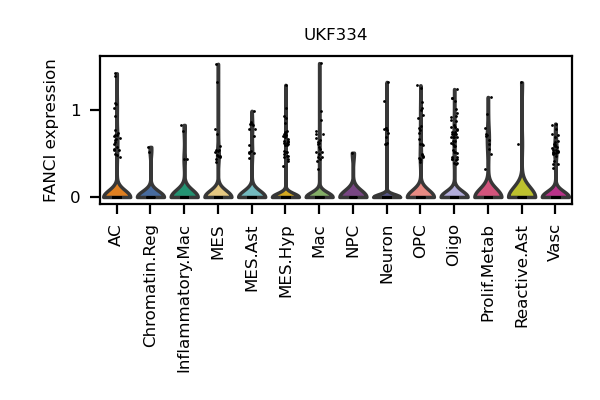 UKF334
FANCI expression
1
0
AC
Chromatin.Reg
Inflammatory.Mac
MES
MES.Ast
MES.Hyp
Mac
NPC
Neuron
OPC
Oligo
Prolif.Metab
Reactive.Ast
Vasc